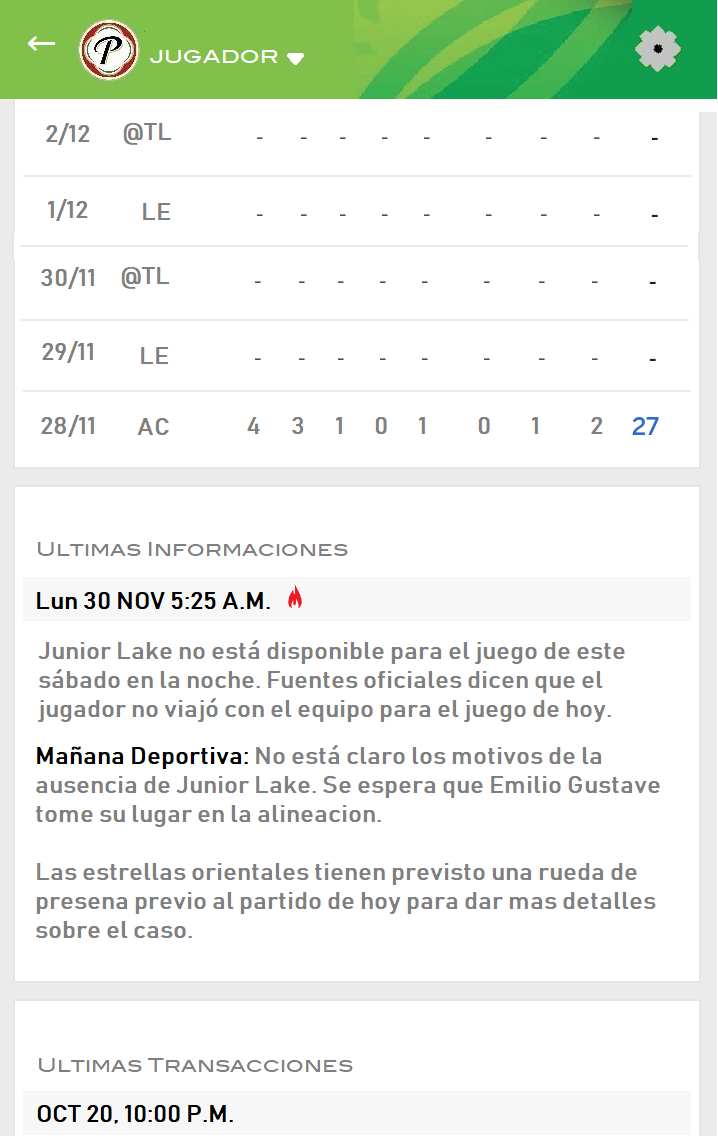 P JUGADOR
2/12 @TL - - - - - - - - -
1/12 LE - - - - - - - - -
30/11 @TL - - - - - - - - -
29/11 LE - - - - - - - - -
28/11 AC 4 3 1 0 1 0 1 2 27
ULTIMAS INFORMACIONES
Lun 30 NOV 5:25 A.M.
Junior Lake no está disponible para el juego de este
sábado en la noche. Fuentes oficiales dicen que el
jugador no viajó con el equipo para el juego de hoy.
Mañana Deportiva: No está claro los motivos de la
ausencia de Junior Lake. Se espera que Emilio Gustave
tome su lugar en la alineacion.
Las estrellas orientales tienen previsto una rueda de
presena previo al partido de hoy para dar mas detalles
sobre el caso.
ULTIMAS TRANSACCIONES
OCT 20, 10:00 P.M.